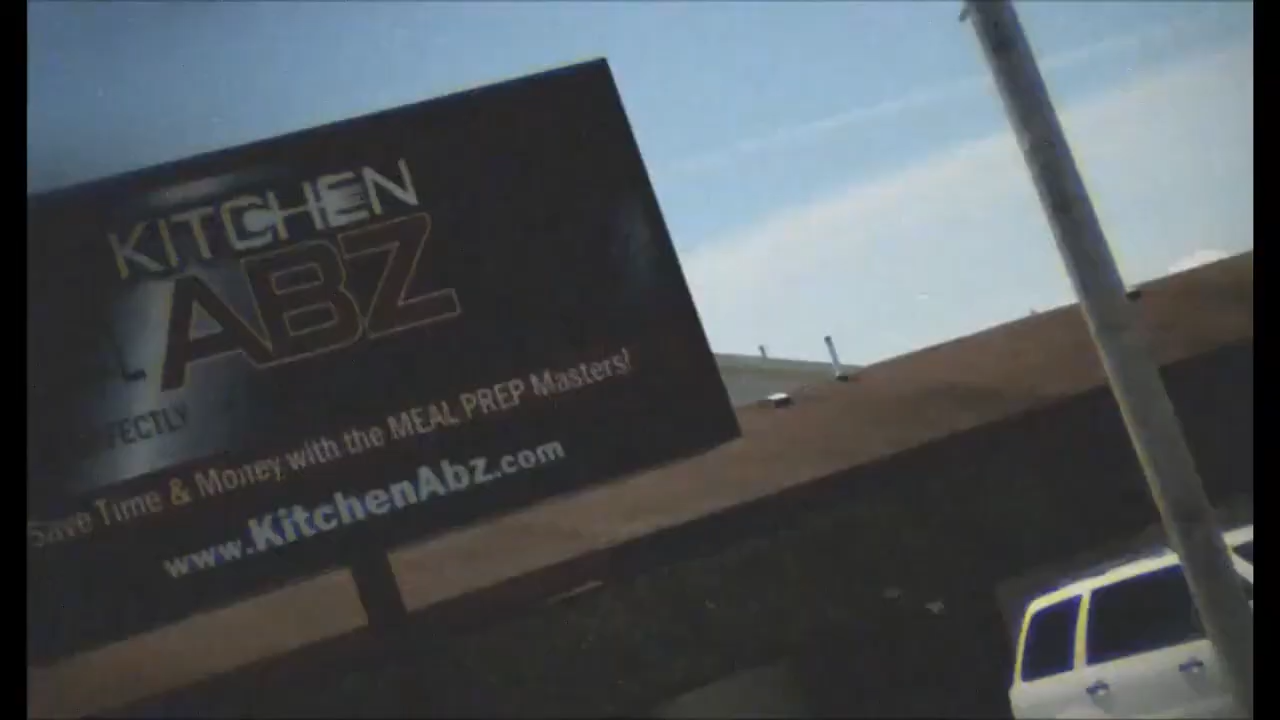 KITCHEN
ABZ
FECTLY
Save Time & Money with the MEAL PREP Masters!
www.KitchenAbz.com